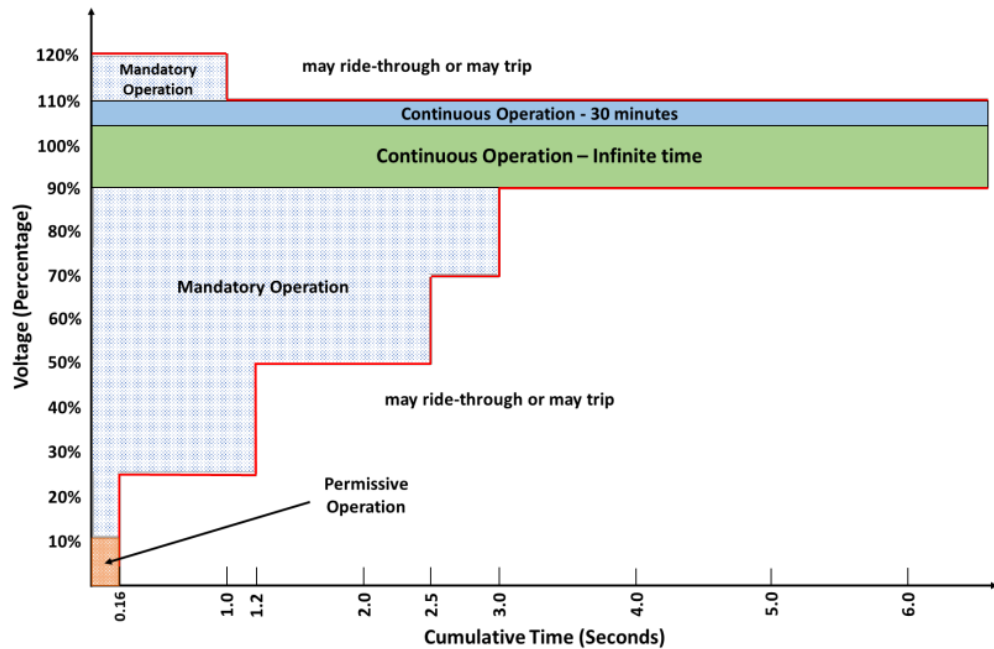 120%
Mandatory
Operation
may ride-through or may trip
110%
Continuous Operation - 30 minutes
100%
Continuous Operation – Infinite time
90%
80%
70%
Mandatory Operation
60%
50%
40%
may ride-through or may trip
30%
Permissive
Operation
20%
10%
Voltage (Percentage)
0.16
1.0
1.2
2.0
2.5
3.0
4.0
5.0
6.0
Cumulative Time (Seconds)